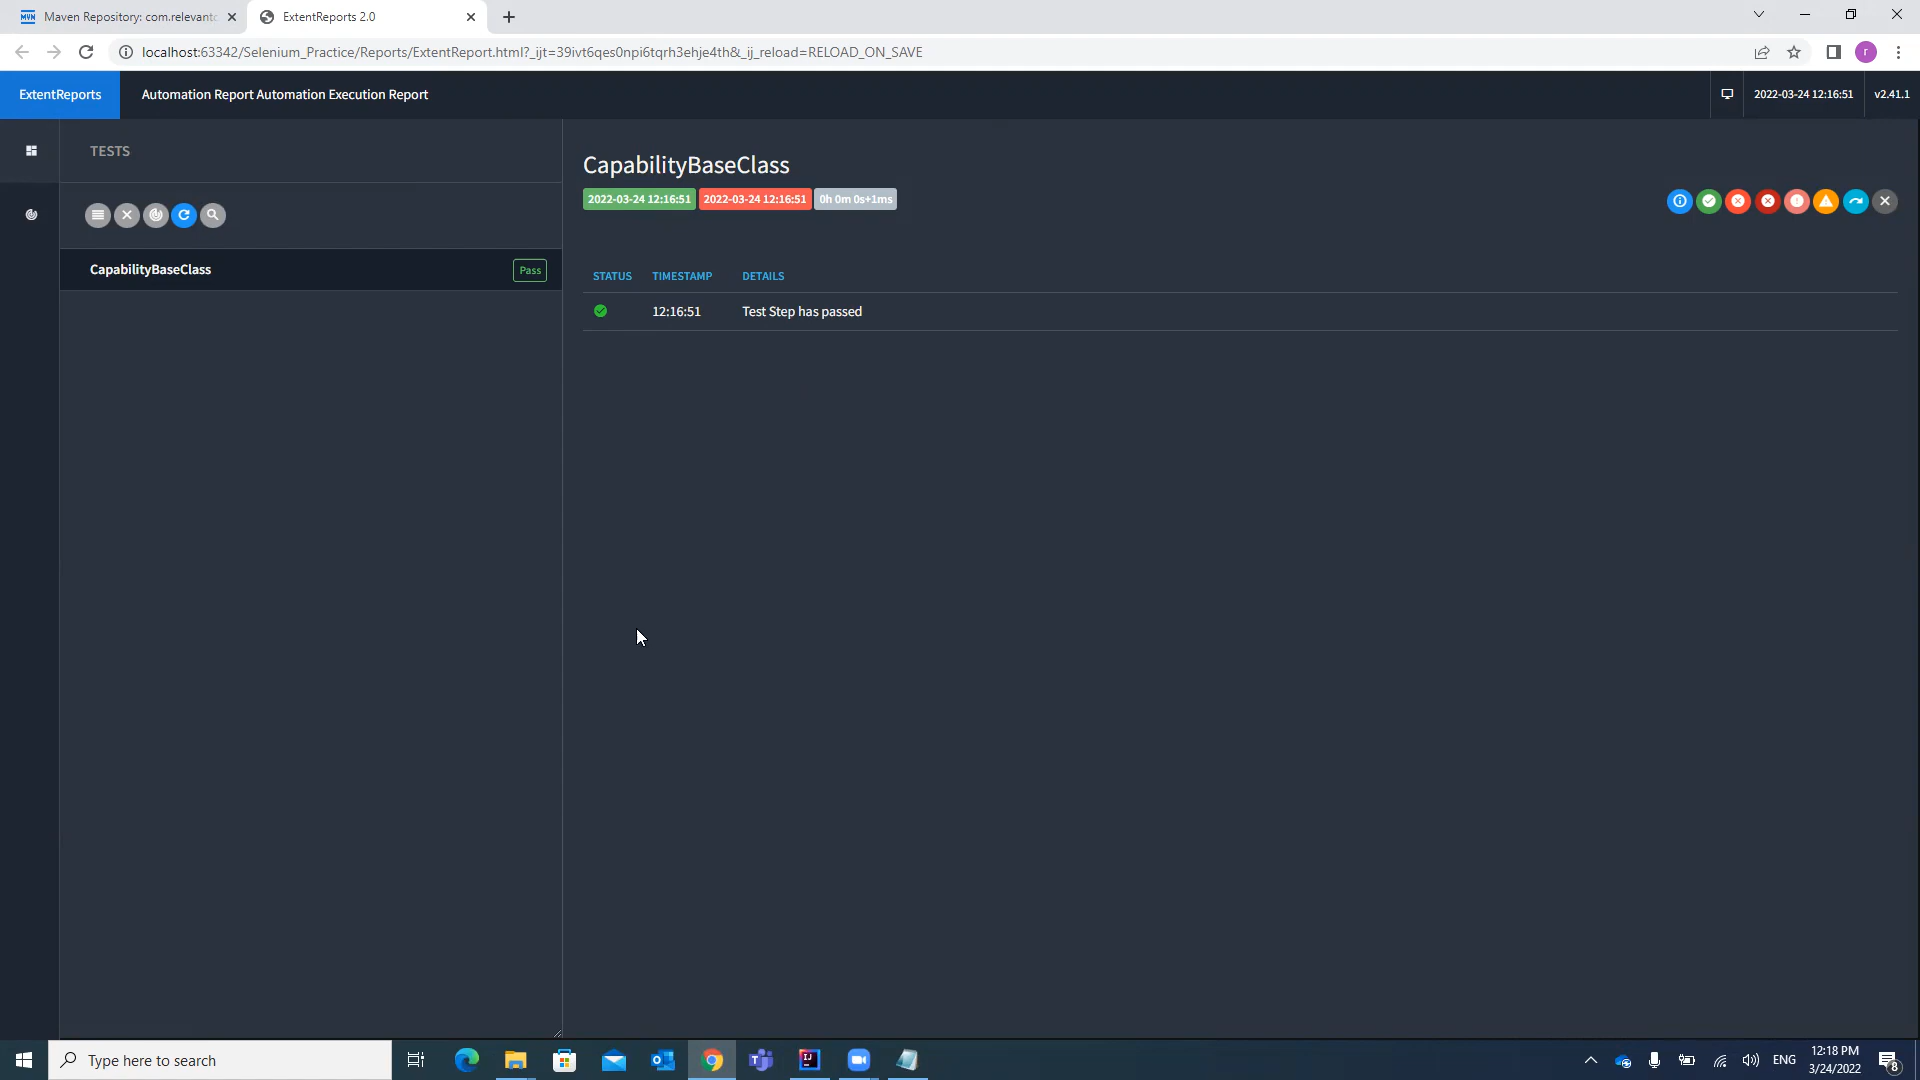 Maven Repository: com.relevantc
ExtentReports 2.0
localhost:63342/Selenium_Practice/Reports/ExtentReport.html?_ijt=39ivt6qes0npi6tqrh3ehje4th&_ij_reload=RELOAD_ON_SAVE
r
ExtentReports
Automation Report Automation Execution Report
2022-03-24 12:16:51
v2.41.1
TESTS
CapabilityBaseClass
2022-03-24 12:16:51 2022-03-24 12:16:51 0h 0m 0s+1ms
CapabilityBaseClass
Pass
STATUS TIMESTAMP DETAILS
12:16:51 Test Step has passed
Type here to search
ENG
12:18 PM
3/24/2022
8